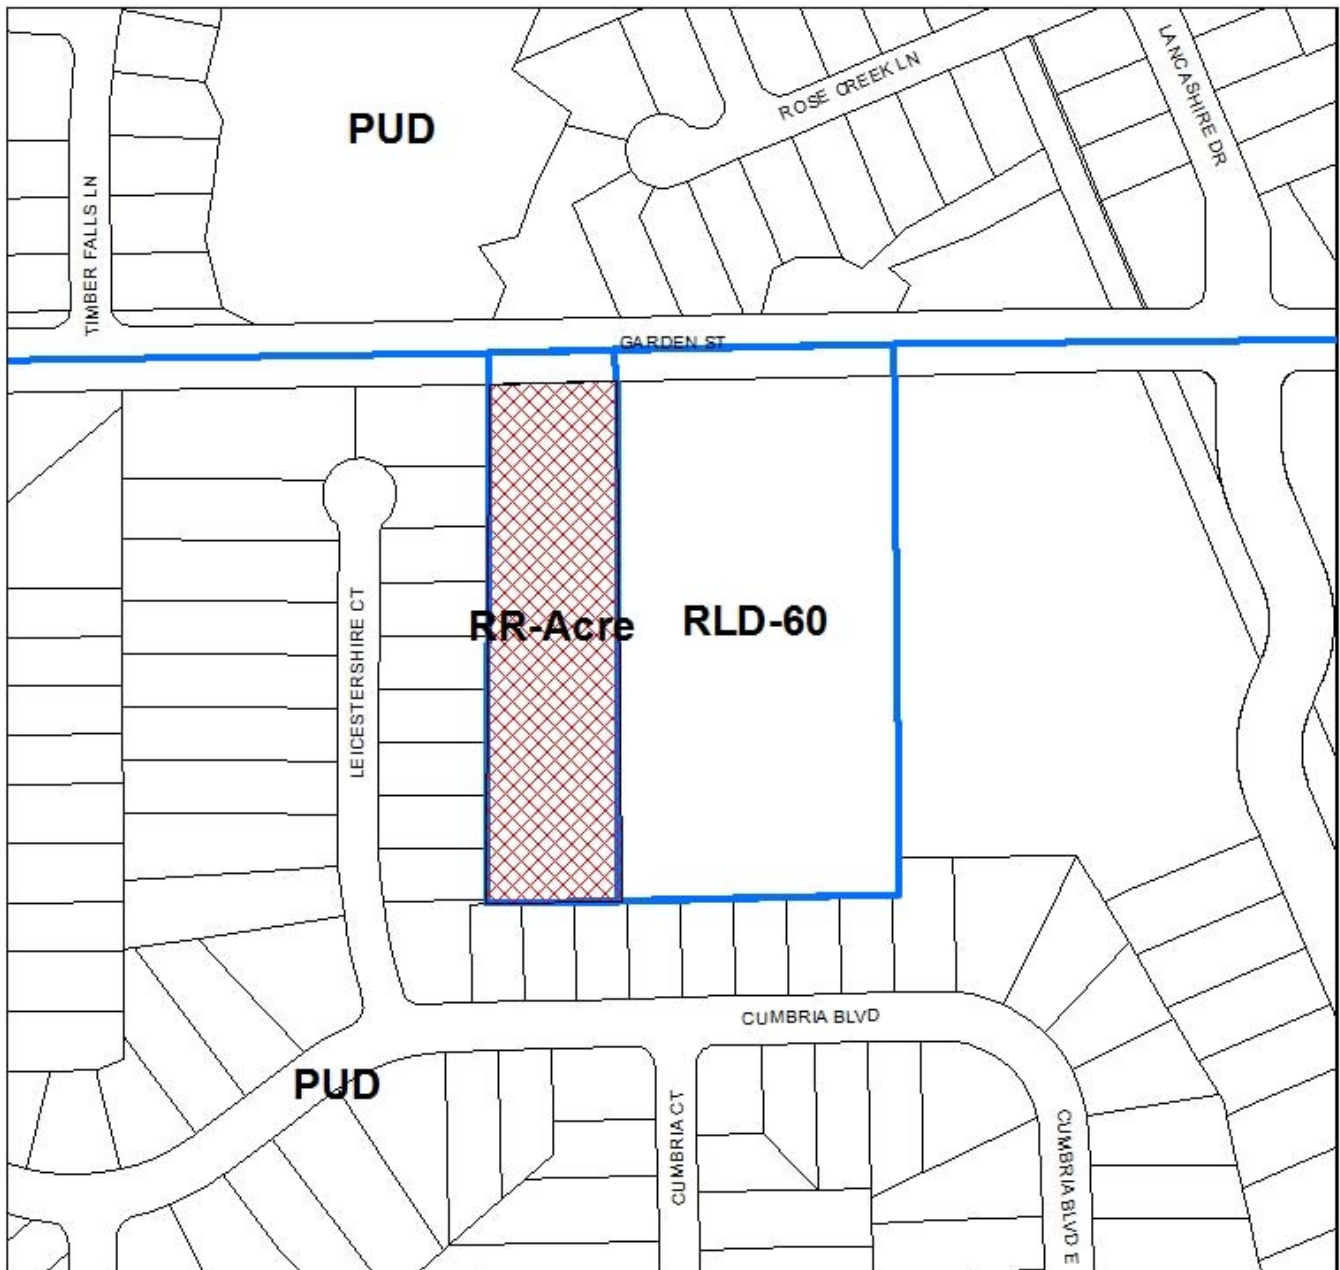 PUD
ROSE CREEK LN
LANCASHIRE DR
TIMBER FALLS LN
GARDEN ST
RR-Acre
RLD-60
LEICESTERSHIRE CT
CUMBRIA BLVD
PUD
CUMBRIA CT
CUMBRIA BLVD E